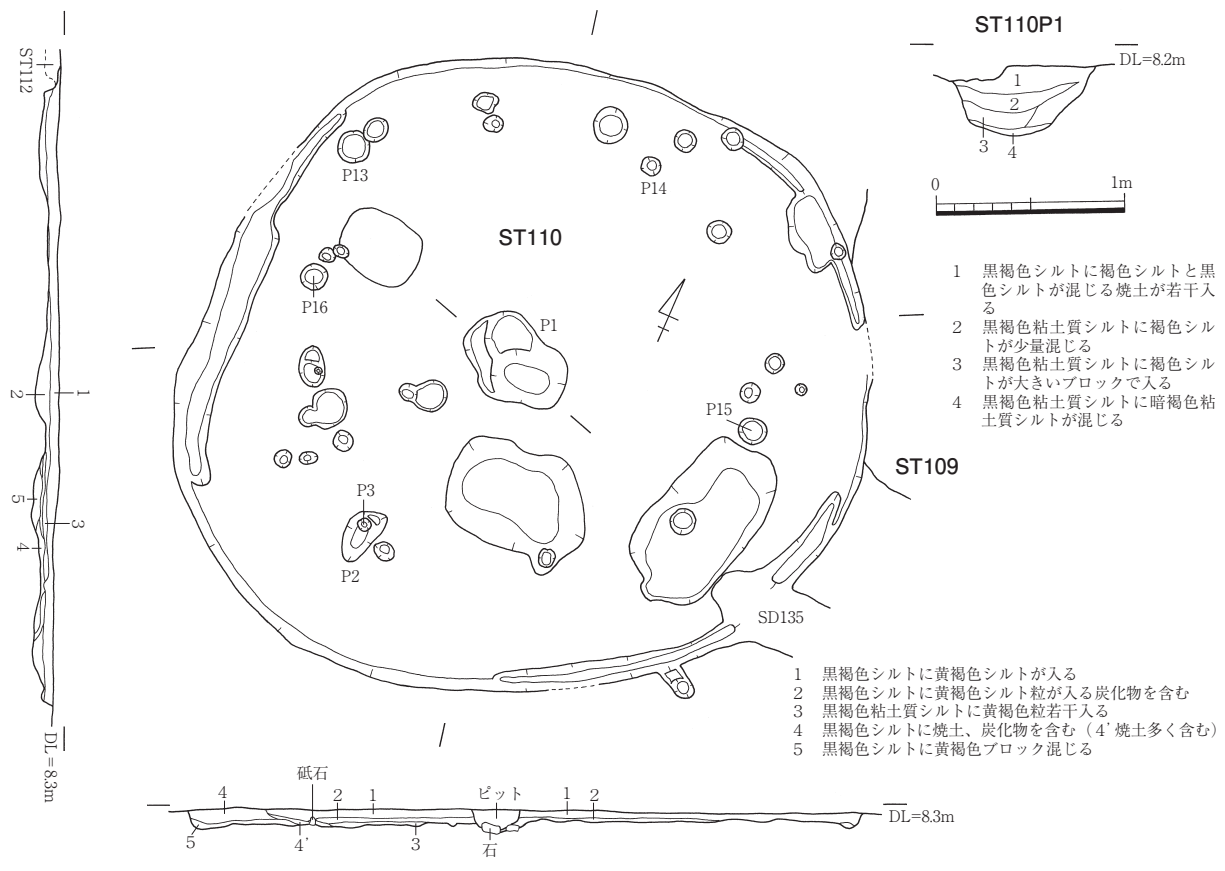 ST110P1
DL=8.2m
1
2
3
4
0 1m
1 黒褐色シルトに褐色シルトと黒
色シルトが混じる焼土が若干入
る
2 黒褐色粘土質シルトに褐色シル
トが少量混じる
3 黒褐色粘土質シルトに褐色シル
トが大きいブロックで入る
4 黒褐色粘土質シルトに暗褐色粘
土質シルトが混じる
ST112
1
2
3
5
4
DL=8.3m
P13
P14
ST110
P16
P1
P15
ST109
P3
P2
SD135
1 黒褐色シルトに黄褐色シルトが入る
2 黒褐色シルトに黄褐色シルト粒が入る炭化物を含む
3 黒褐色粘土質シルトに黄褐色粒若干入る
4 黒褐色シルトに焼土、炭化物を含む（4’焼土多く含む）
5 黒褐色シルトに黄褐色ブロック混じる
砥石
4 2 1 ピット 1 2
DL=8.3m
5 4’ 3 石